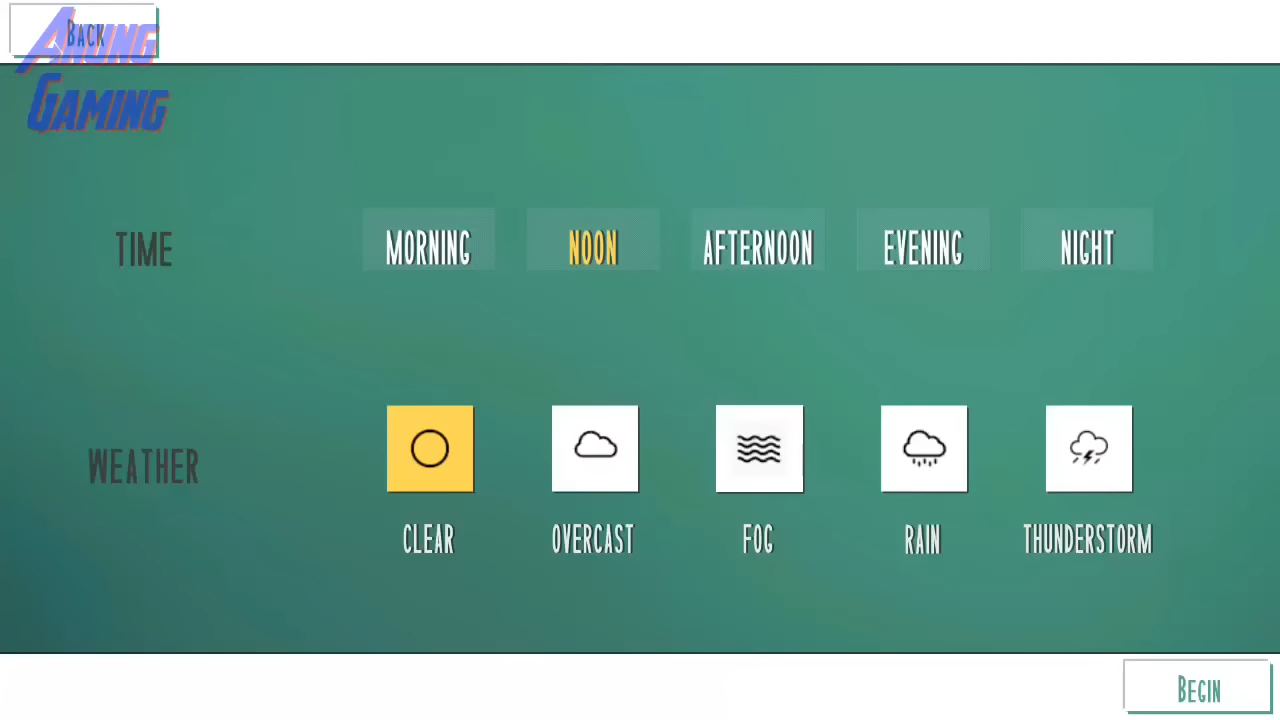 Back
Anung
Gaming
TIME
MORNING NOON AFTERNOON EVENING NIGHT
WEATHER
CLEAR OVERCAST FOG RAIN THUNDERSTORM
Begin